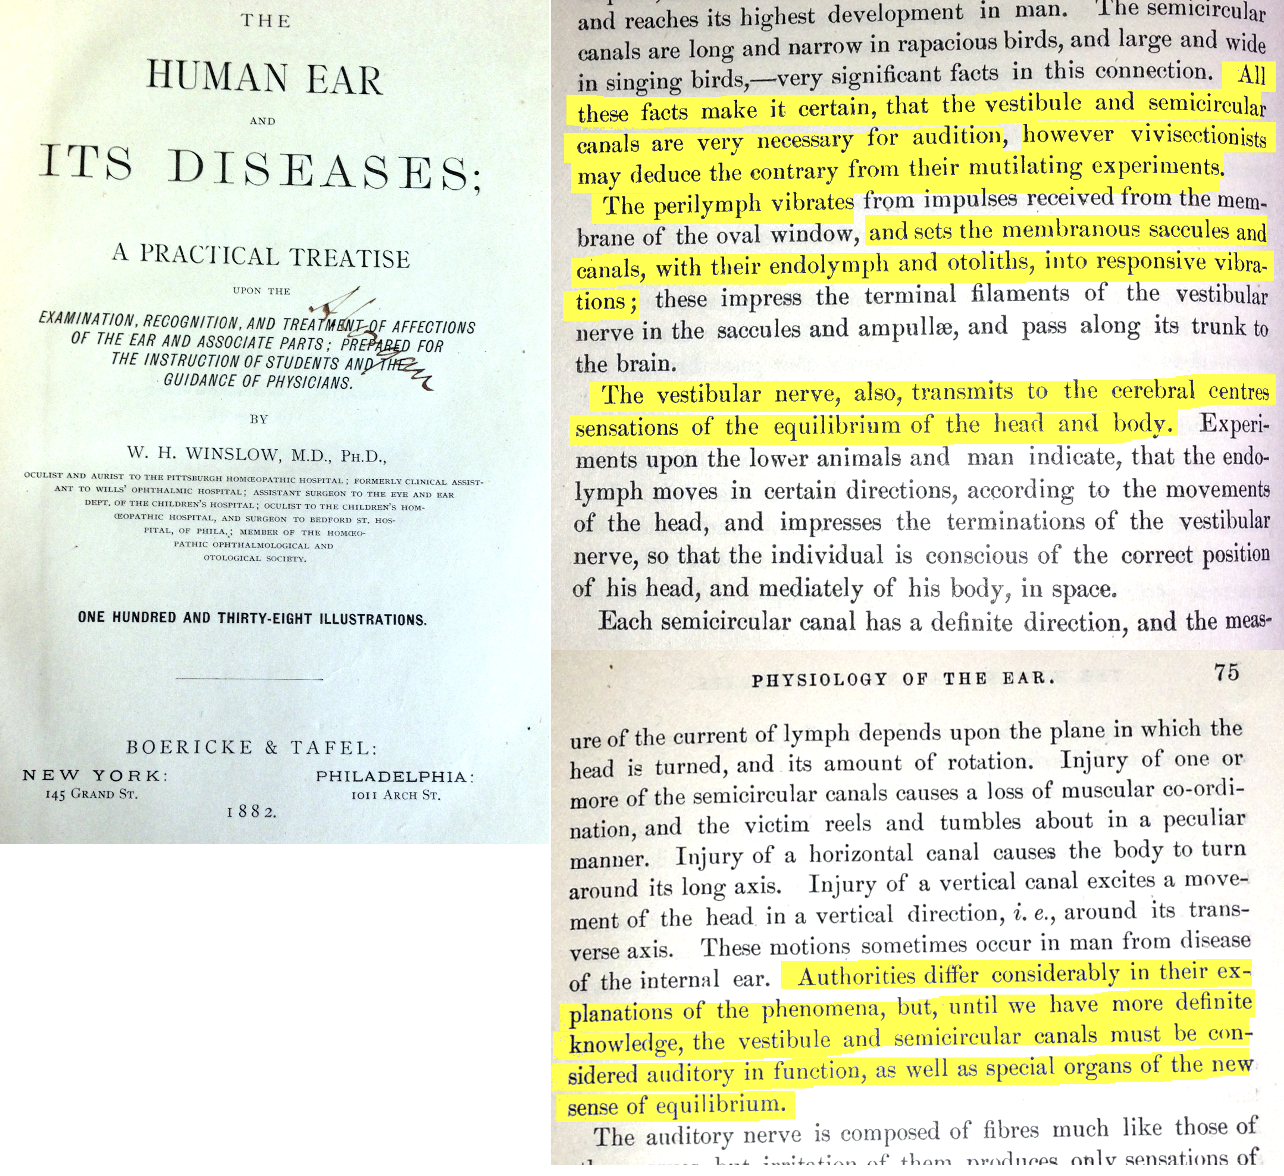 THE
HUMAN EAR
AND
ITS DISEASES;
A PRACTICAL TREATISE
UPON THE
EXAMINATION, RECOGNITION, AND TREATMENT OF AFFECTIONS
OF THE EAR AND ASSOCIATE PARTS; PREPARED FOR
THE INSTRUCTION OF STUDENTS AND THE
GUIDANCE OF PHYSICIANS.
BY
W. H. WINSLOW, M.D., PH.D.,
OCULIST AND AURIST TO THE PITTSBURGH HOMŒOPATHIC HOSPITAL; FORMERLY CLINICAL ASSIST-
ANT TO WILLS' OPHTHALMIC HOSPITAL; ASSISTANT SURGEON TO THE EYE AND EAR
DEPT. OF THE CHILDREN'S HOSPITAL; OCULIST TO THE CHILDREN'S HOM-
ŒOPATHIC HOSPITAL, AND SURGEON TO BEDFORD ST. HOS-
PITAL, OF PHILA.; MEMBER OF THE HOMŒO-
PATHIC OPHTHALMOLOGICAL AND
OTOLOGICAL SOCIETY.
ONE HUNDRED AND THIRTY-EIGHT ILLUSTRATIONS.
BOERICKE & TAFEL:
NEW YORK: PHILADELPHIA:
145 GRAND ST. 1011 ARCH ST.
1882.
and reaches its highest development in man. The semicircular
canals are long and narrow in rapacious birds, and large and wide
in singing birds,—very significant facts in this connection. All
these facts make it certain, that the vestibule and semicircular
canals are very necessary for audition, however vivisectionists
may deduce the contrary from their mutilating experiments.
The perilymph vibrates from impulses received from the mem-
brane of the oval window, and sets the membranous saccules and
canals, with their endolymph and otoliths, into responsive vibra-
tions; these impress the terminal filaments of the vestibular
nerve in the saccules and ampullæ, and pass along its trunk to
the brain.
The vestibular nerve, also, transmits to the cerebral centres
sensations of the equilibrium of the head and body. Experi-
ments upon the lower animals and man indicate, that the endo-
lymph moves in certain directions, according to the movements
of the head, and impresses the terminations of the vestibular
nerve, so that the individual is conscious of the correct position
of his head, and mediately of his body, in space.
Each semicircular canal has a definite direction, and the meas-
PHYSIOLOGY OF THE EAR. 75
ure of the current of lymph depends upon the plane in which the
head is turned, and its amount of rotation. Injury of one or
more of the semicircular canals causes a loss of muscular co-ordi-
nation, and the victim reels and tumbles about in a peculiar
manner. Injury of a horizontal canal causes the body to turn
around its long axis. Injury of a vertical canal excites a move-
ment of the head in a vertical direction, i. e., around its trans-
verse axis. These motions sometimes occur in man from disease
of the internal ear. Authorities differ considerably in their ex-
planations of the phenomena, but, until we have more definite
knowledge, the vestibule and semicircular canals must be con-
sidered auditory in function, as well as special organs of the new
sense of equilibrium.
The auditory nerve is composed of fibres much like those of
but irritation of them produces only sensations of